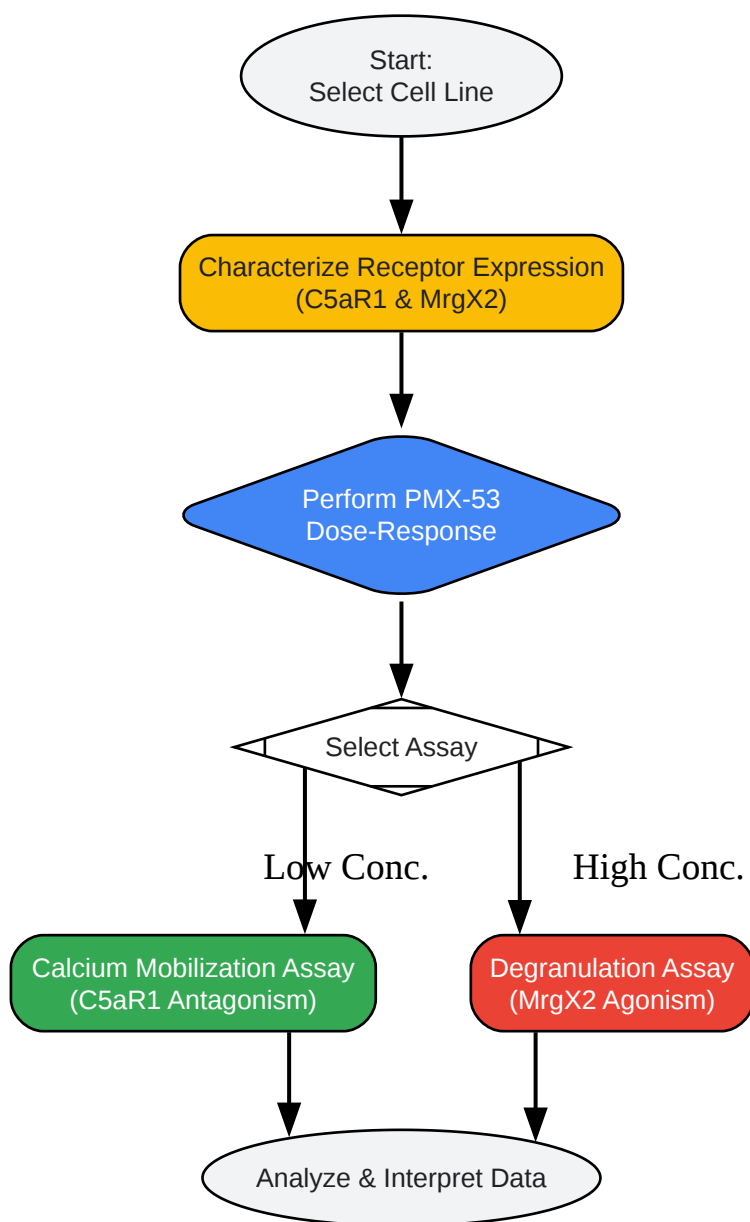 Start:
Select Cell Line
Characterize Receptor Expression
(C5aR1 & MrgX2)
Perform PMX-53
Dose-Response
Select Assay
Low Conc.
High Conc.
Calcium Mobilization Assay
(C5aR1 Antagonism)
Degranulation Assay
(MrgX2 Agonism)
Analyze & Interpret Data